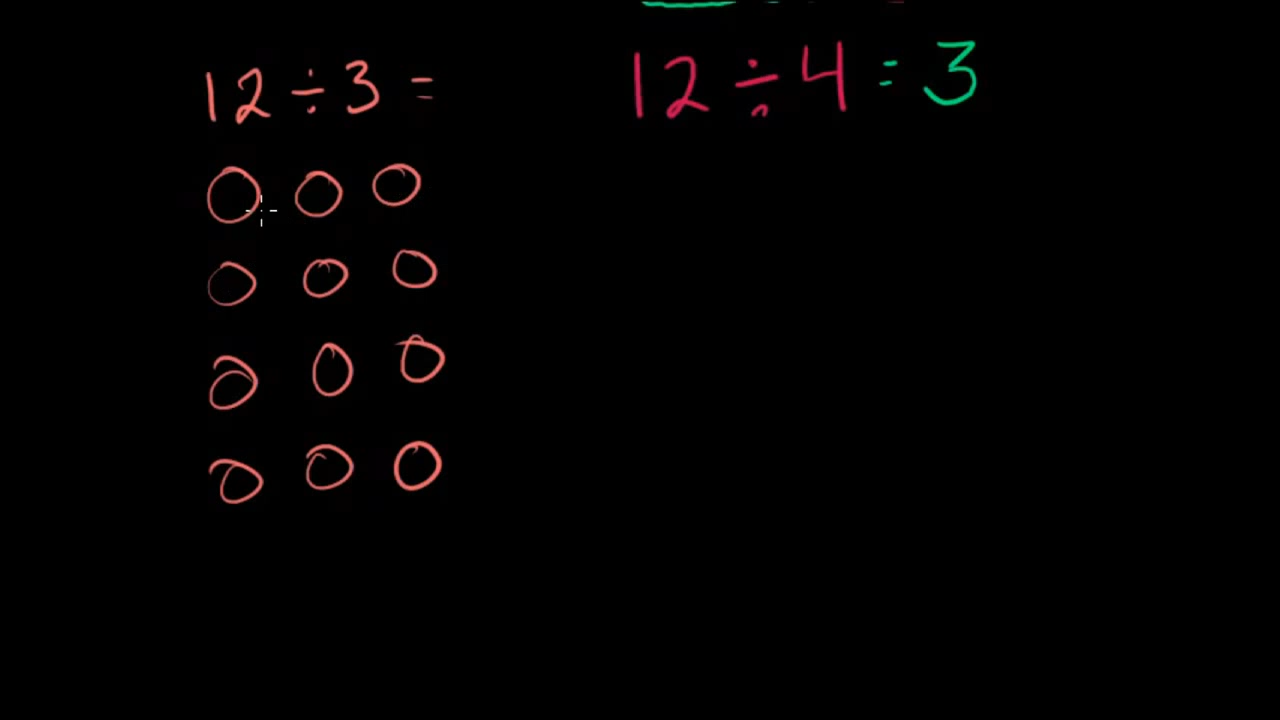 12 ÷ 3 =
12 ÷ 4 = 3